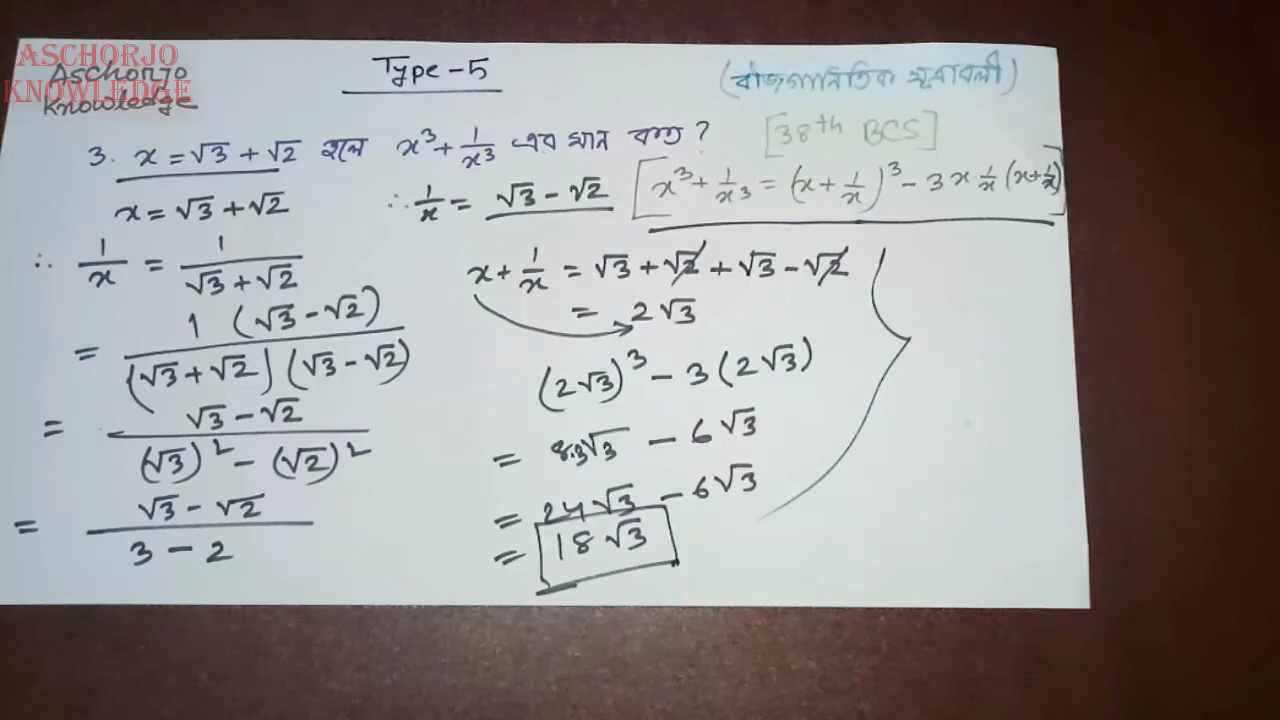 ASCHORJO
KNOWLEDGE
Aschorjo
Knowledge
Type-5
(বীজগানিতিক সূত্রাবলী)
[38th BCS]
3. x = √3 + √2 হলে x³ + 1/x³ এর মান কত?
x = √3 + √2
∴ 1/x = 1/(√3 + √2)
= 1 (√3 - √2) / (√3 + √2) (√3 - √2)
= (√3 - √2) / ((√3)² - (√2)²)
= (√3 - √2) / (3 - 2)
∴ 1/x = √3 - √2
[x³ + 1/x³ = (x + 1/x)³ - 3x 1/x (x + 1/x)]
x + 1/x = √3 + √2 + √3 - √2
= 2√3
(2√3)³ - 3(2√3)
= 8.3√3 - 6√3
= 24√3 - 6√3
= 18√3